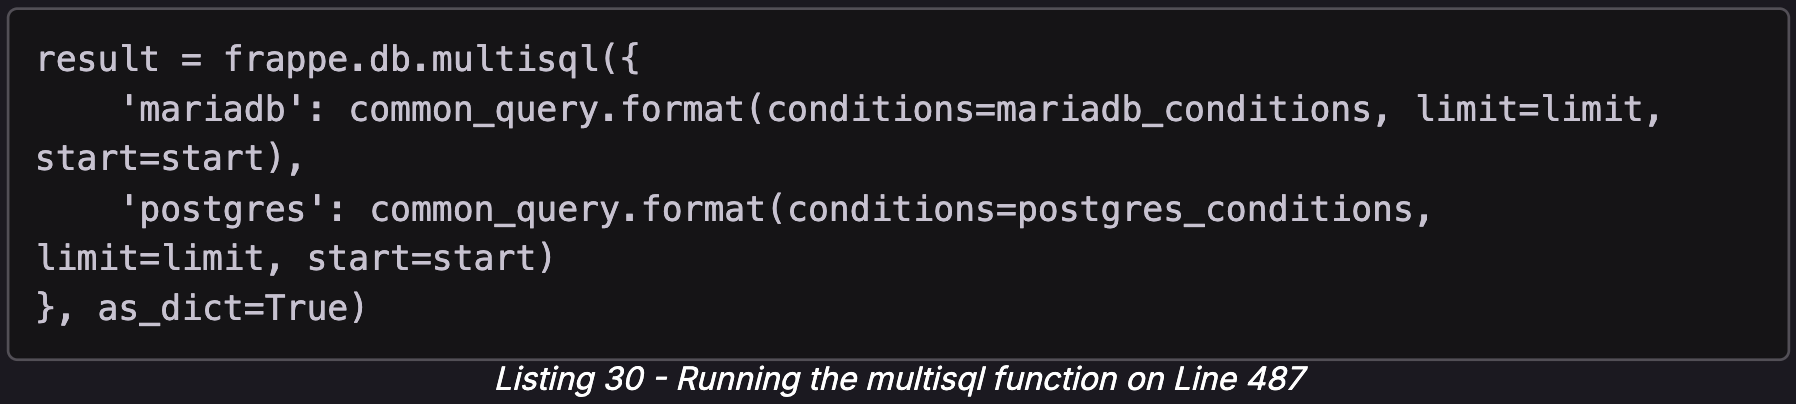 result = frappe.db.multisql({
    'mariadb': common_query.format(conditions=mariadb_conditions, limit=limit,
start=start),
    'postgres': common_query.format(conditions=postgres_conditions,
limit=limit, start=start)
}, as_dict=True)
Listing 30 - Running the multisql function on Line 487